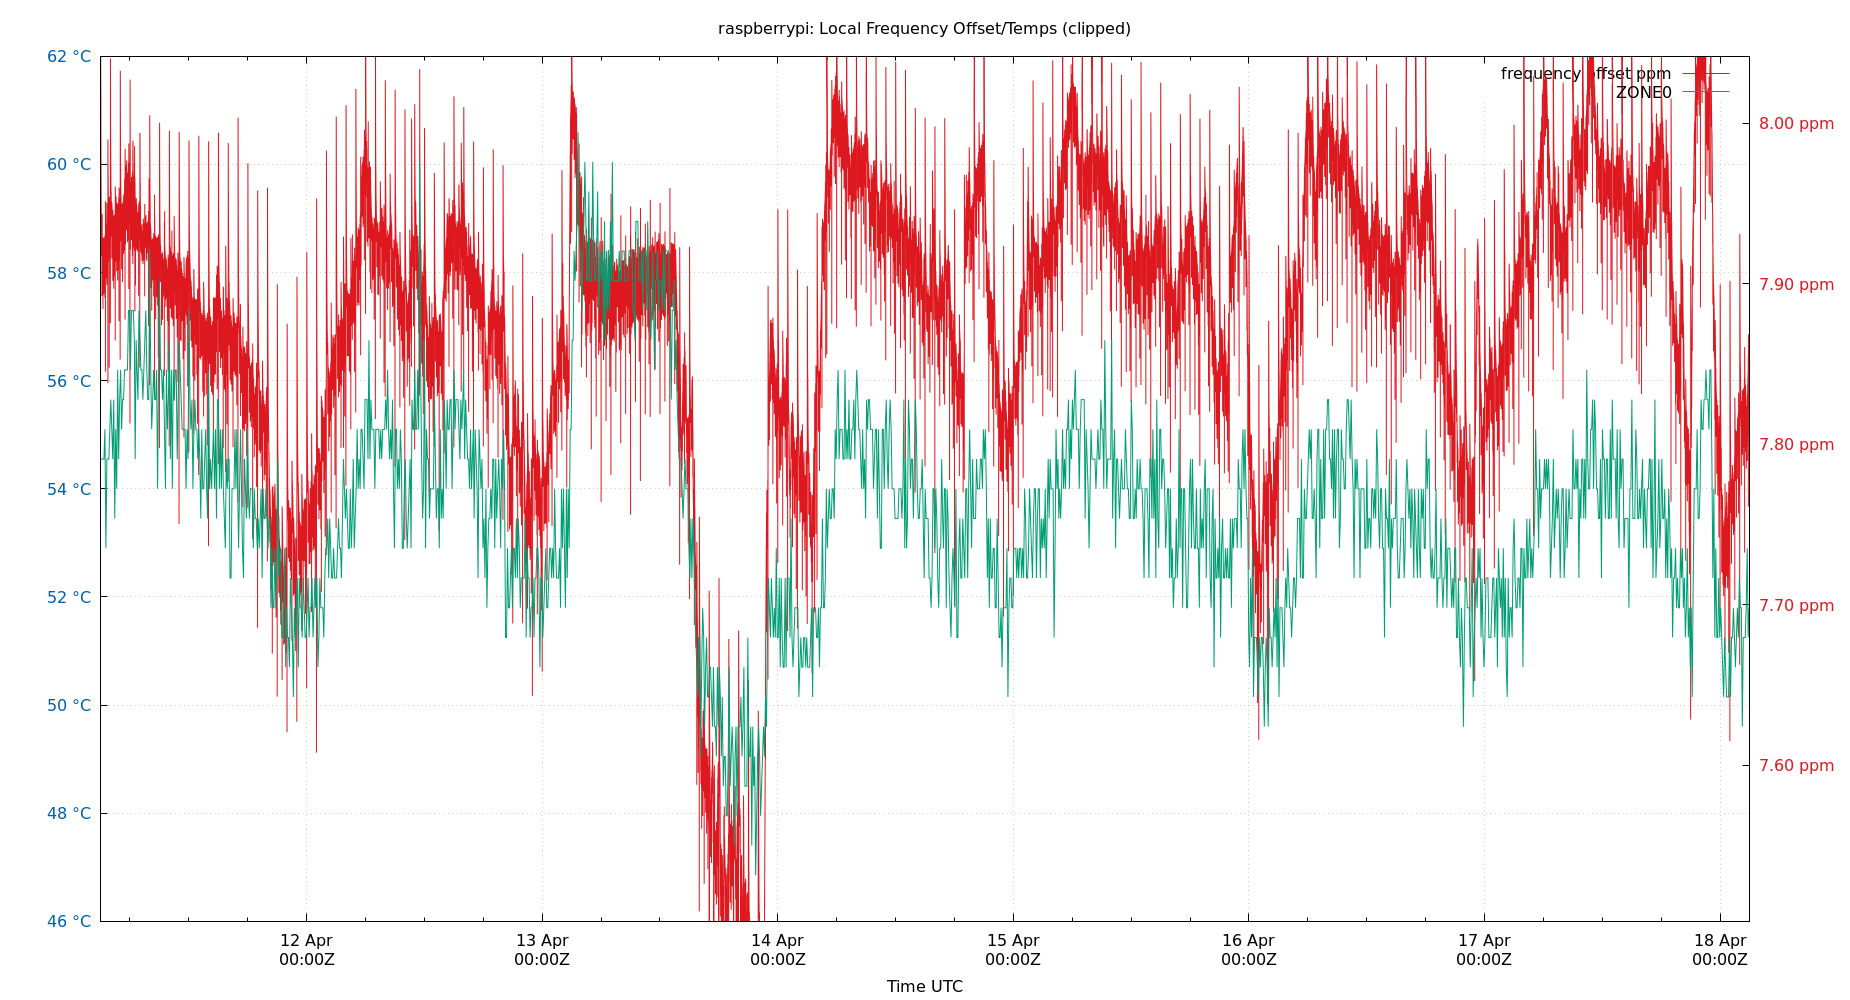 raspberrypi: Local Frequency Offset/Temps (clipped)
62 °C
60 °C
58 °C
56 °C
54 °C
52 °C
50 °C
48 °C
46 °C
frequency offset ppm
ZONE0
8.00 ppm
7.90 ppm
7.80 ppm
7.70 ppm
7.60 ppm
12 Apr
00:00Z
13 Apr
00:00Z
14 Apr
00:00Z
15 Apr
00:00Z
16 Apr
00:00Z
17 Apr
00:00Z
18 Apr
00:00Z
Time UTC